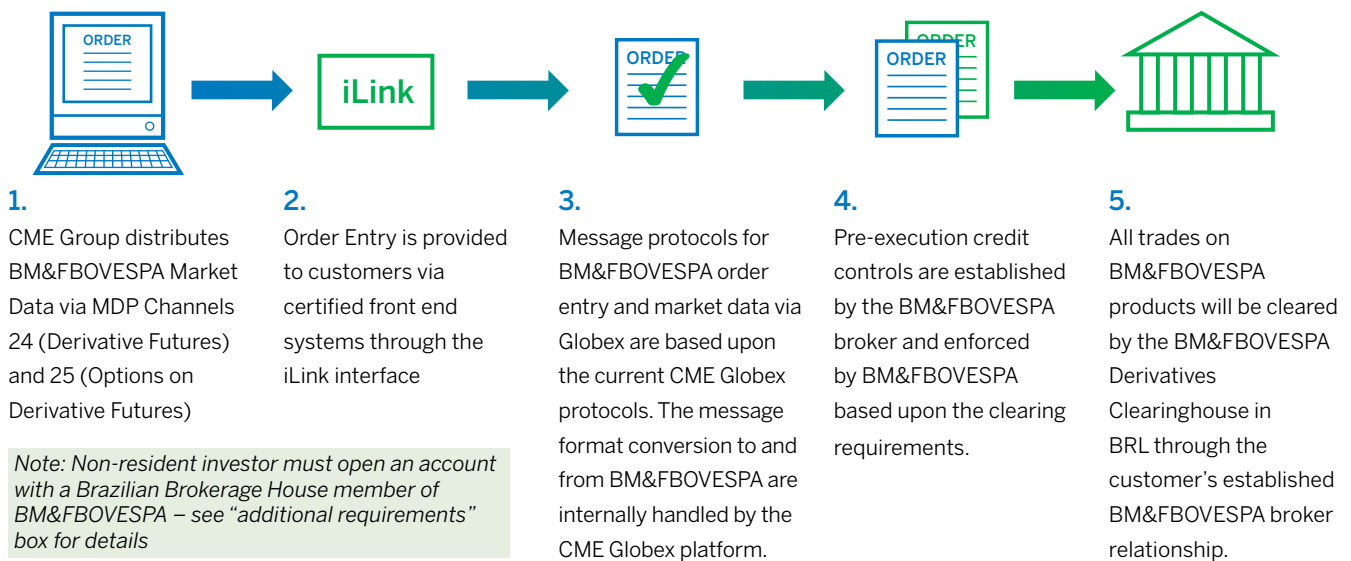 ORDER
iLink
ORDER
ORDER
ORDER
1.
CME Group distributes
BM&FBOVESPA Market
Data via MDP Channels
24 (Derivative Futures)
and 25 (Options on
Derivative Futures)
2.
Order Entry is provided
to customers via
certified front end
systems through the
iLink interface
Note: Non-resident investor must open an account
with a Brazilian Brokerage House member of
BM&FBOVESPA – see “additional requirements”
box for details
3.
Message protocols for
BM&FBOVESPA order
entry and market data via
Globex are based upon
the current CME Globex
protocols. The message
format conversion to and
from BM&FBOVESPA are
internally handled by the
CME Globex platform.
4.
Pre-execution credit
controls are established
by the BM&FBOVESPA
broker and enforced
by BM&FBOVESPA
based upon the clearing
requirements.
5.
All trades on
BM&FBOVESPA
products will be cleared
by the BM&FBOVESPA
Derivatives
Clearinghouse in
BRL through the
customer’s established
BM&FBOVESPA broker
relationship.